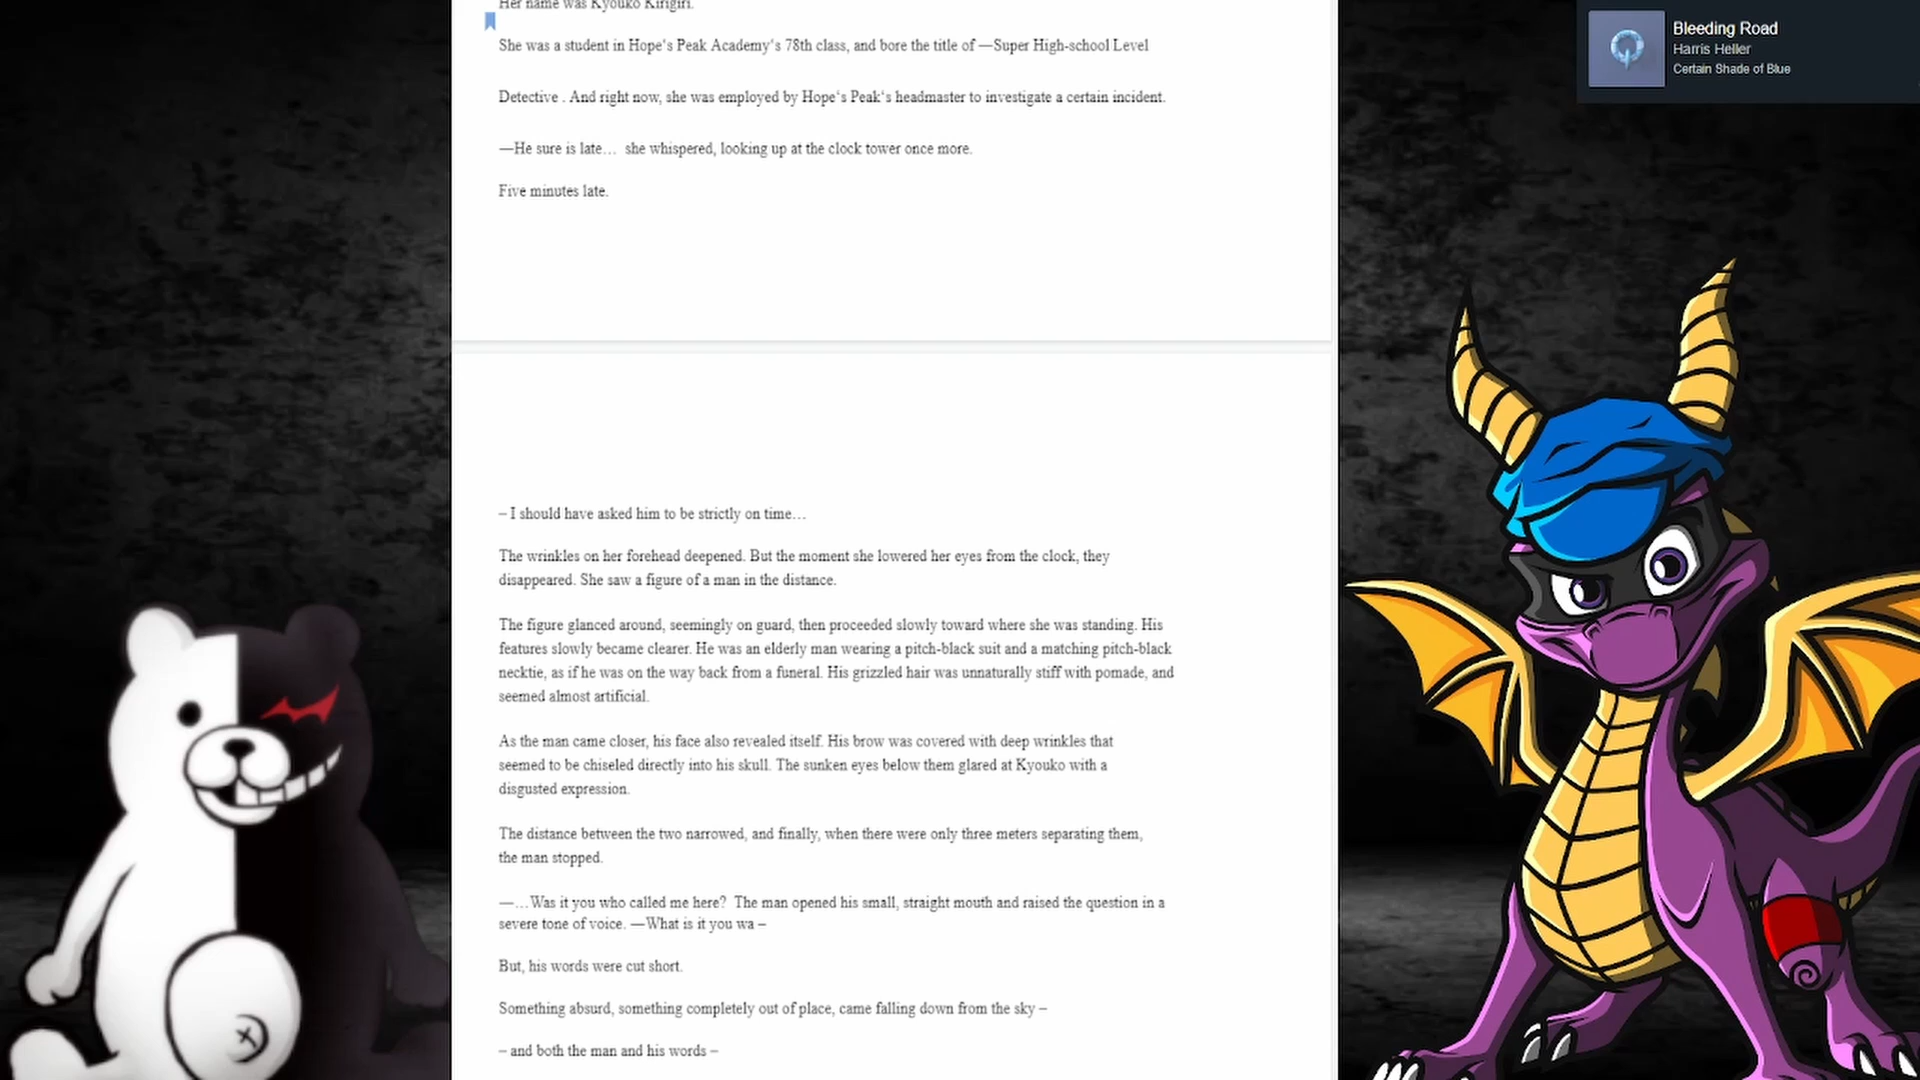 Her name was Kyouko Kirigiri.
She was a student in Hope‘s Peak Academy‘s 78th class, and bore the title of ―Super High-school Level
Detective . And right now, she was employed by Hope‘s Peak‘s headmaster to investigate a certain incident.
―He sure is late…  she whispered, looking up at the clock tower once more.
Five minutes late.
– I should have asked him to be strictly on time…
The wrinkles on her forehead deepened. But the moment she lowered her eyes from the clock, they
disappeared. She saw a figure of a man in the distance.
The figure glanced around, seemingly on guard, then proceeded slowly toward where she was standing. His
features slowly became clearer. He was an elderly man wearing a pitch-black suit and a matching pitch-black
necktie, as if he was on the way back from a funeral. His grizzled hair was unnaturally stiff with pomade, and
seemed almost artificial.
As the man came closer, his face also revealed itself. His brow was covered with deep wrinkles that
seemed to be chiseled directly into his skull. The sunken eyes below them glared at Kyouko with a
disgusted expression.
The distance between the two narrowed, and finally, when there were only three meters separating them,
the man stopped.
―…Was it you who called me here?  The man opened his small, straight mouth and raised the question in a
severe tone of voice. ―What is it you wa –
But, his words were cut short.
Something absurd, something completely out of place, came falling down from the sky –
– and both the man and his words –
Bleeding Road
Harris Heller
Certain Shade of Blue